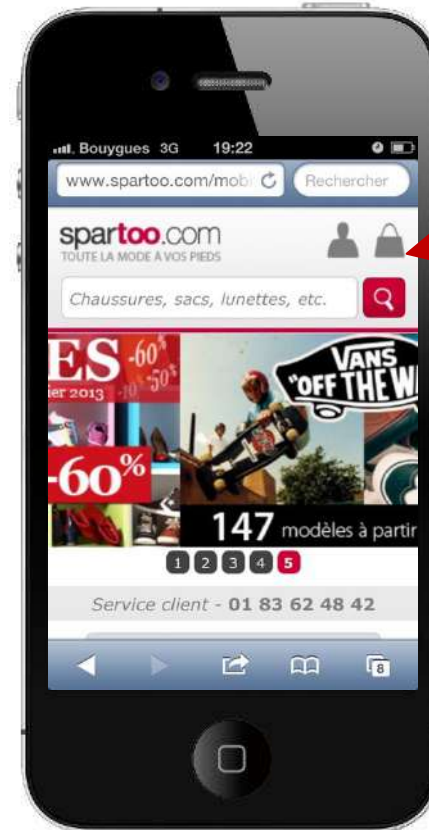 Bouygues 3G 19:22
www.spartoo.com/mob Rechercher
spartoo.com
TOUTE LA MODE A VOS PIEDS
Chaussures, sacs, lunettes, etc.
ES -60%
ier 2013 -10% -50%
VANS
"OFF THE W
-60%
147 modèles à partir
1 2 3 4 5
Service client - 01 83 62 48 42
8